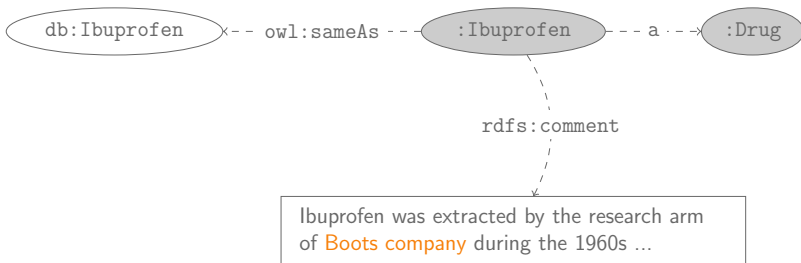 db:Ibuprofen owl:sameAs :Ibuprofen a :Drug
rdfs:comment
Ibuprofen was extracted by the research arm
of Boots company during the 1960s ...